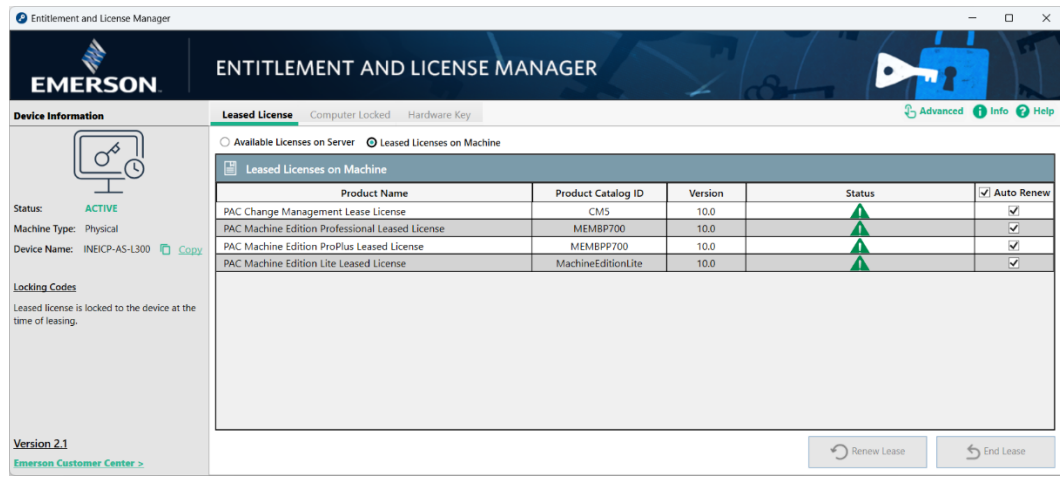 Entitlement and License Manager
EMERSON
ENTITLEMENT AND LICENSE MANAGER
Device Information
Leased License Computer Locked Hardware Key
Advanced Info Help
Available Licenses on Server Leased Licenses on Machine
Leased Licenses on Machine
Product Name Product Catalog ID Version Status Auto Renew
PAC Change Management Lease License CM5 10.0
PAC Machine Edition Professional Leased License MEMBP700 10.0
PAC Machine Edition ProPlus Leased License MEMBPP700 10.0
PAC Machine Edition Lite Leased License MachineEditionLite 10.0
Status: ACTIVE
Machine Type: Physical
Device Name: INEICP-AS-L300 Copy
Locking Codes
Leased license is locked to the device at the
time of leasing.
Version 2.1
Emerson Customer Center >
Renew Lease End Lease